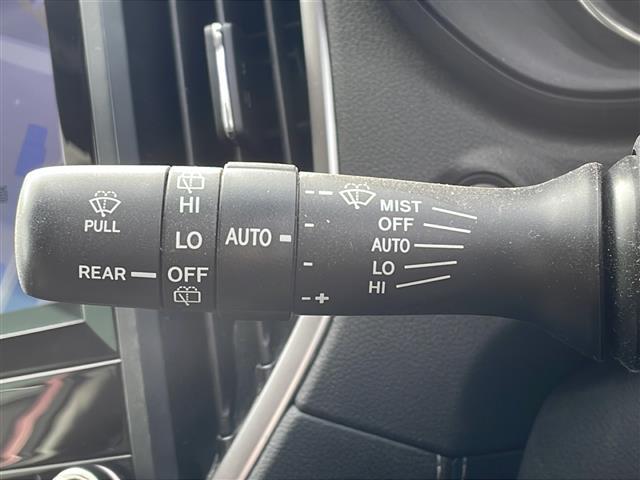 PULL
REAR
HI
LO
OFF
AUTO
--
-
-
-+
MIST
OFF
AUTO
LO
HI